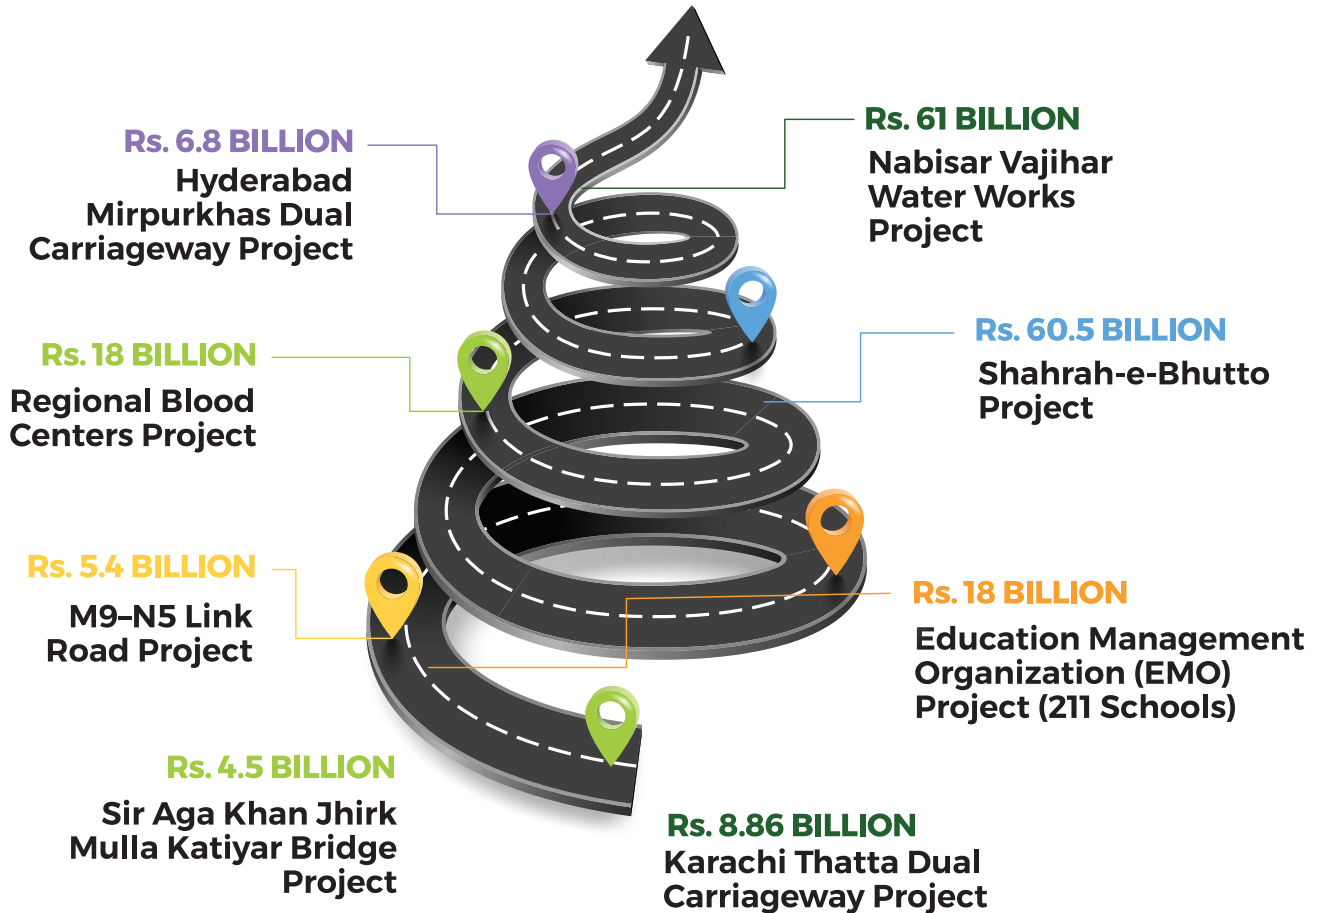 Rs. 6.8 BILLION
Hyderabad
Mirpurkhas Dual
Carriageway Project
Rs. 61 BILLION
Nabisar Vajihar
Water Works
Project
Rs. 18 BILLION
Regional Blood
Centers Project
Rs. 60.5 BILLION
Shahrah-e-Bhutto
Project
Rs. 5.4 BILLION
M9–N5 Link
Road Project
Rs. 18 BILLION
Education Management
Organization (EMO)
Project (211 Schools)
Rs. 4.5 BILLION
Sir Aga Khan Jhirk
Mulla Katiyar Bridge
Project
Rs. 8.86 BILLION
Karachi Thatta Dual
Carriageway Project